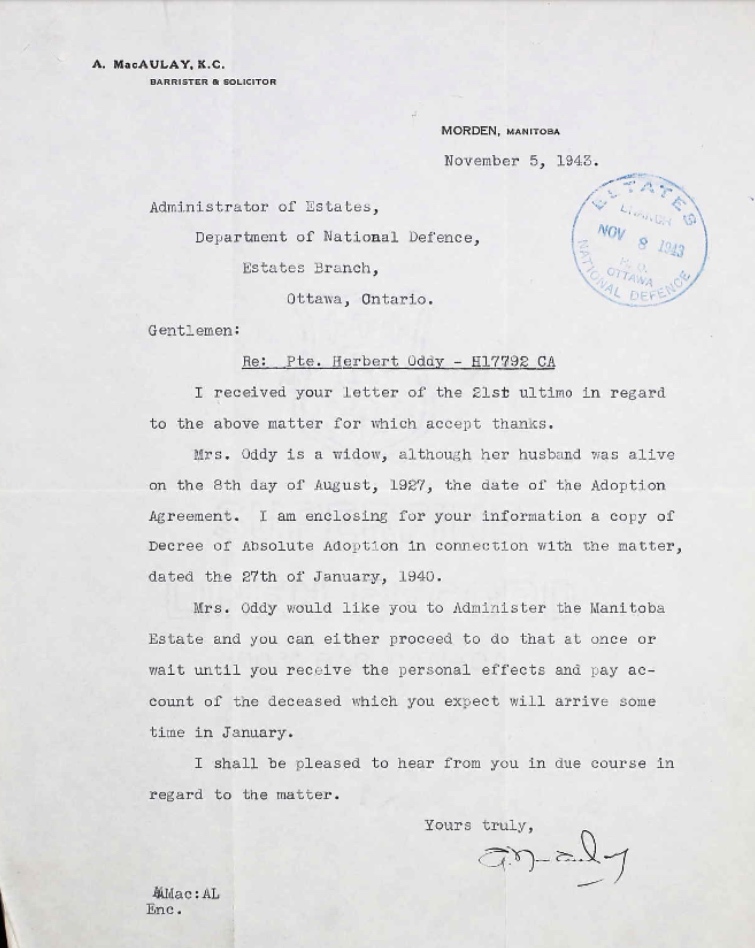 A. MacAULAY, K.C.
BARRISTER & SOLICITOR
MORDEN, MANITOBA
November 5, 1943.
ESTATES
BRANCH
NOV 8 1943
OTTAWA
NATIONAL DEFENCE
Administrator of Estates,
Department of National Defence,
Estates Branch,
Ottawa, Ontario.
Gentlemen:
Re: Pte. Herbert Oddy - H17792 CA
I received your letter of the 21st ultimo in regard
to the above matter for which accept thanks.
Mrs. Oddy is a widow, although her husband was alive
on the 8th day of August, 1927, the date of the Adoption
Agreement. I am enclosing for your information a copy of
Decree of Absolute Adoption in connection with the matter,
dated the 27th of January, 1940.
Mrs. Oddy would like you to Administer the Manitoba
Estate and you can either proceed to do that at once or
wait until you receive the personal effects and pay ac-
count of the deceased which you expect will arrive some
time in January.
I shall be pleased to hear from you in due course in
regard to the matter.
Yours truly,
AMac:AL
Enc.